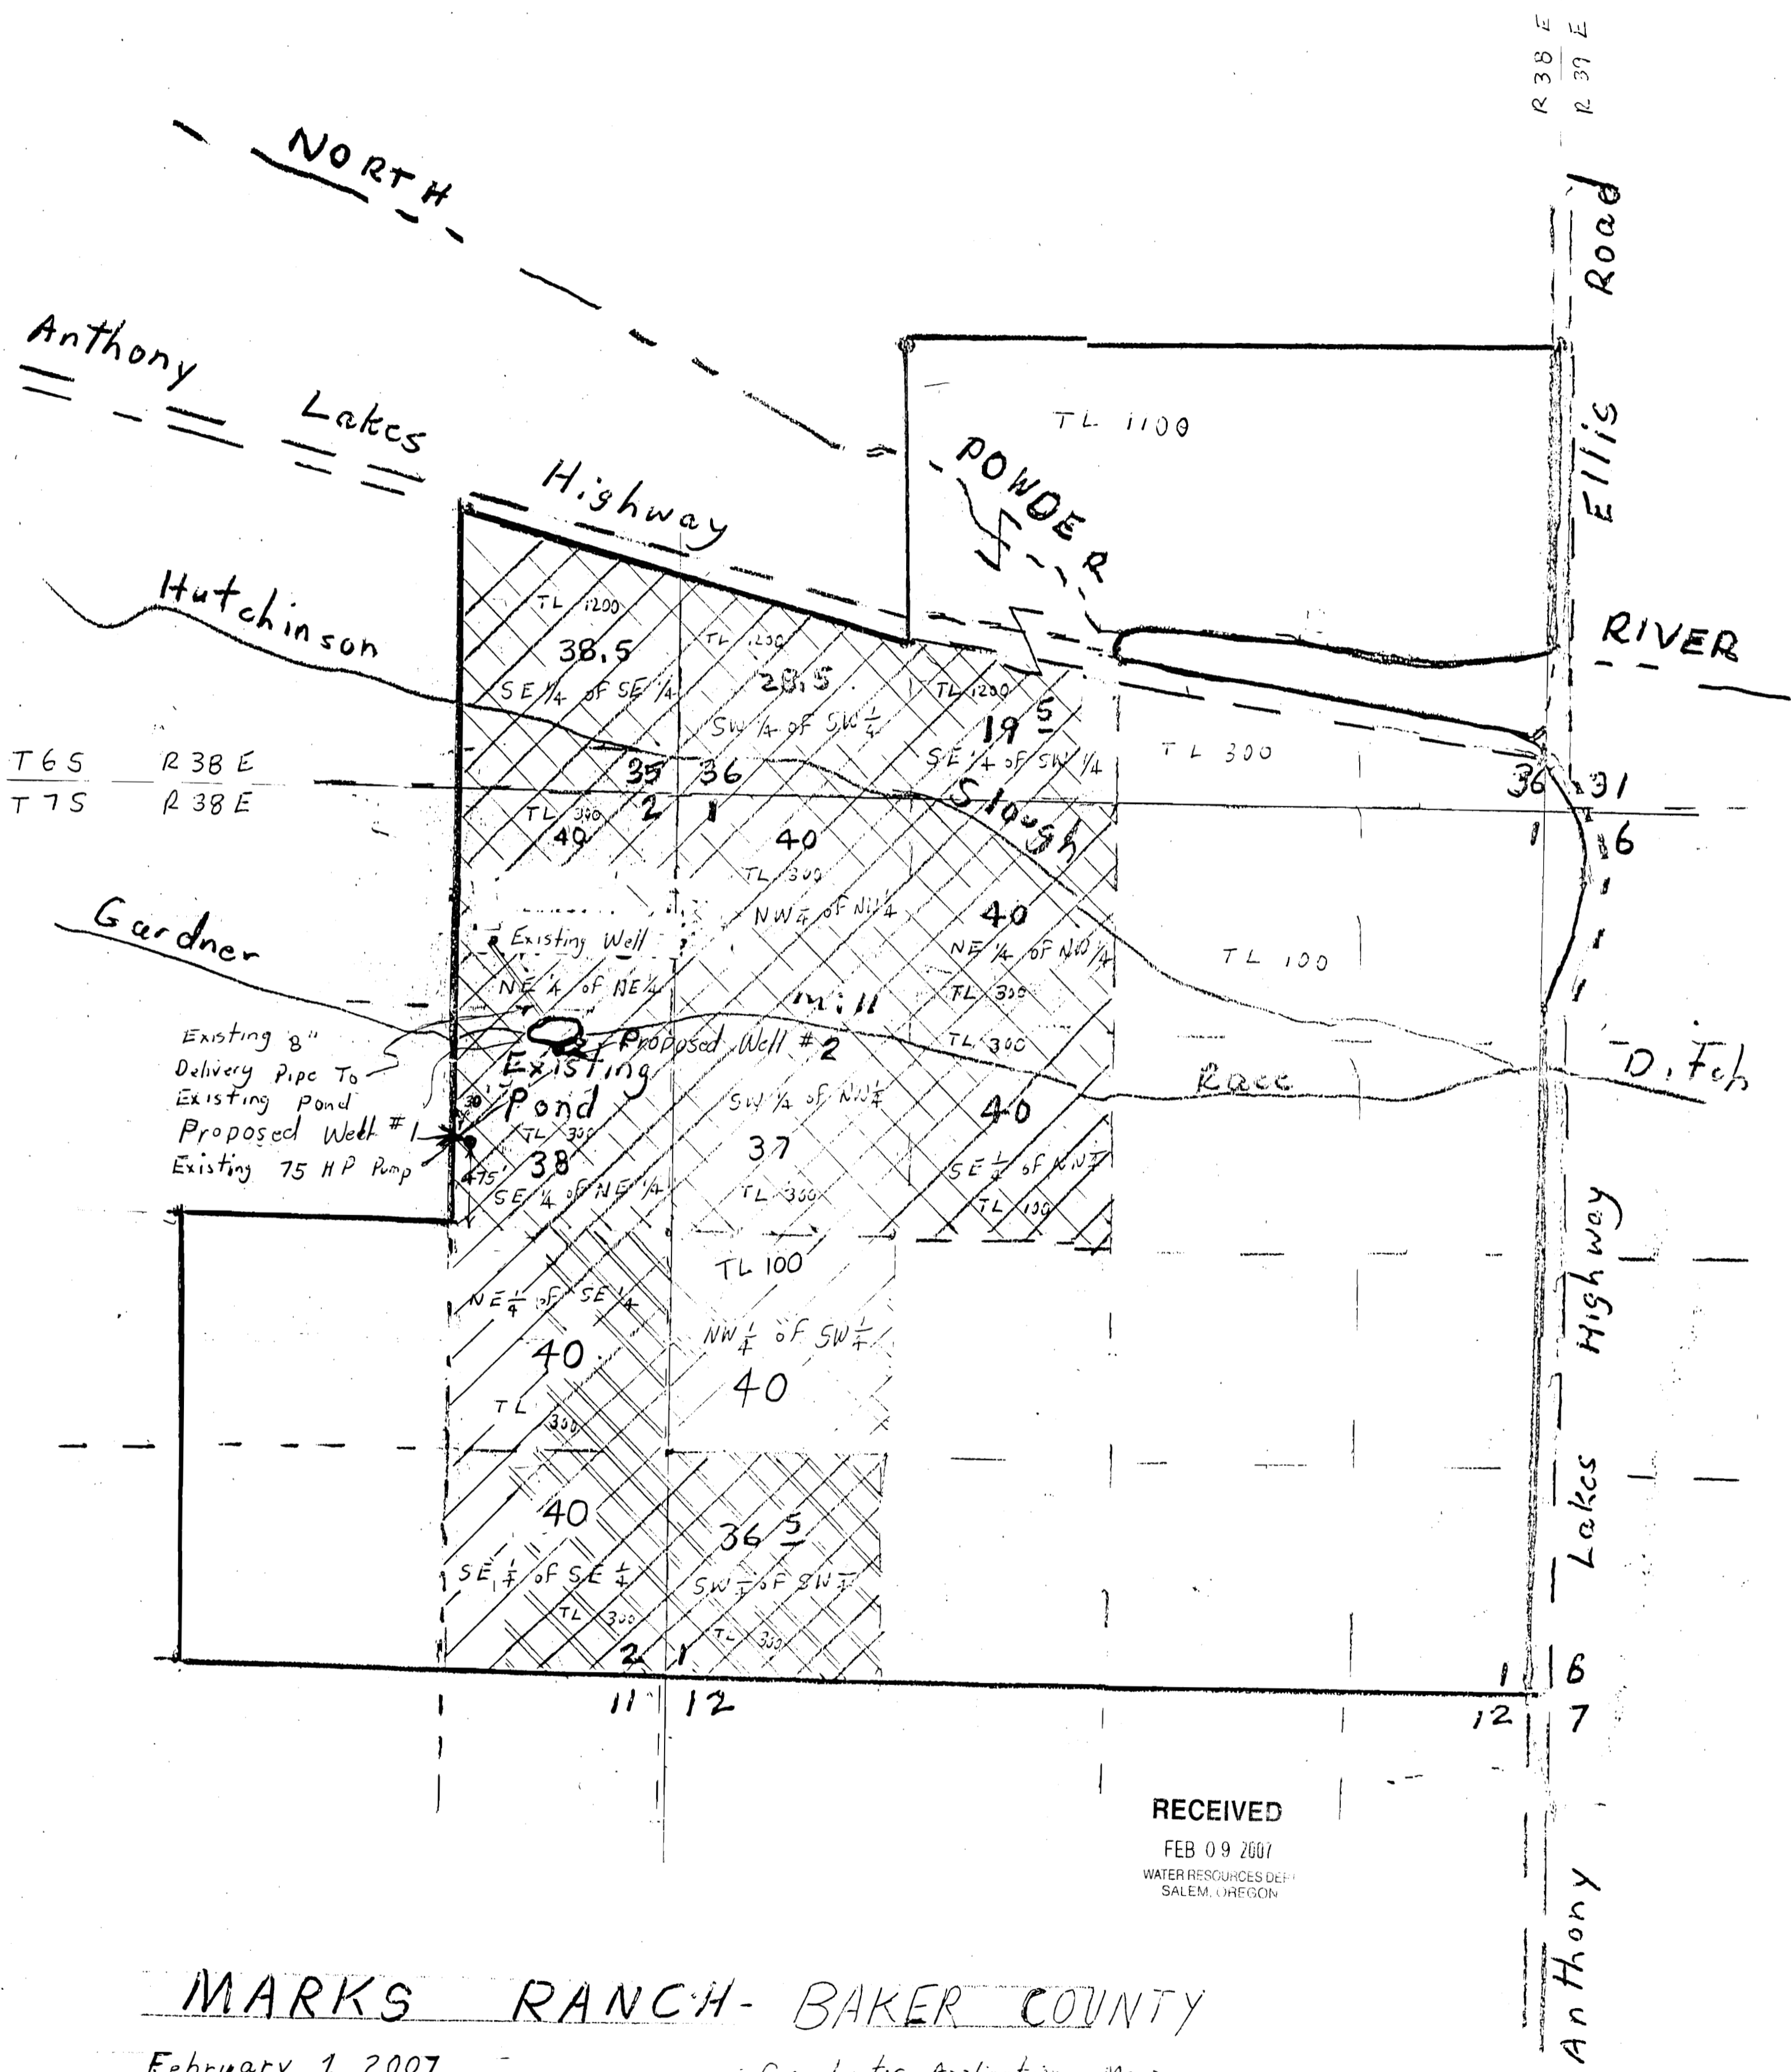 R 38 E
R 39 E
NORTH
Road
Anthony
Lakes
Highway
TL 1100
Ellis
POWDER
RIVER
Hutchinson
TL 1200
38.5
SE 1/4 of SE 1/4
TL 1200
28.5
SW 1/4 of SW 1/4
TL 1200
19 5
SE 1/4 of SW 1/4
TL 300
T 6 S R 38 E
T 7 S R 38 E
35 36
2 1
36 31
1 6
TL 300
40
Slough
40
TL 300
NW 1/4 of NW 1/4
40
NE 1/4 of NW 1/4
TL 300
TL 100
Gardner
Existing Well
NE 1/4 of NE 1/4
Mill
Race
Ditch
Existing 8"
Delivery Pipe To
Existing Pond
Proposed Well #1
Existing 75 HP Pump
Proposed Well #2
Existing
Pond
30'
TL 300
38
475'
SE 1/4 of NE 1/4
SW 1/4 of NW 1/4
37
TL 300
TL 300
40
SE 1/4 of NW 1/4
TL 100
NE 1/4 of SE 1/4
40
TL 300
TL 100
NW 1/4 of SW 1/4
40
40
SE 1/4 of SE 1/4
TL 300
36 5
SW 1/4 of SW 1/4
TL 300
2 1
11 12
1 6
12 7
Highway
Lakes
Anthony
RECEIVED
FEB 09 2007
WATER RESOURCES DEPT
SALEM, OREGON
MARKS RANCH - BAKER COUNTY
February 1, 2007
Application